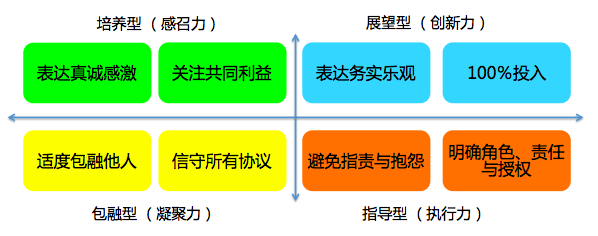 培养型 （ 感召力）
展望型 （ 创新力）
表达真诚感激
关注共同利益
表达务实乐观
100%投入
适度包融他人
信守所有协议
避免指责与抱怨
明确角色、责任
与授权
包融型 （ 凝聚力）
指导型 （ 执行力）